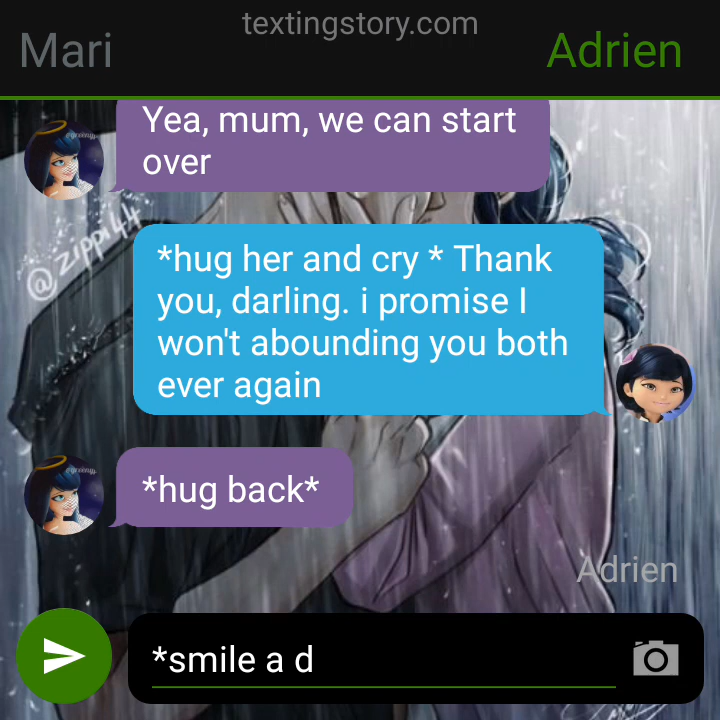 textingstory.com
Mari
Adrien
Yea, mum, we can start
over
@zippi44
*hug her and cry * Thank
you, darling. i promise I
won't abounding you both
ever again
*hug back*
Adrien
*smile a d